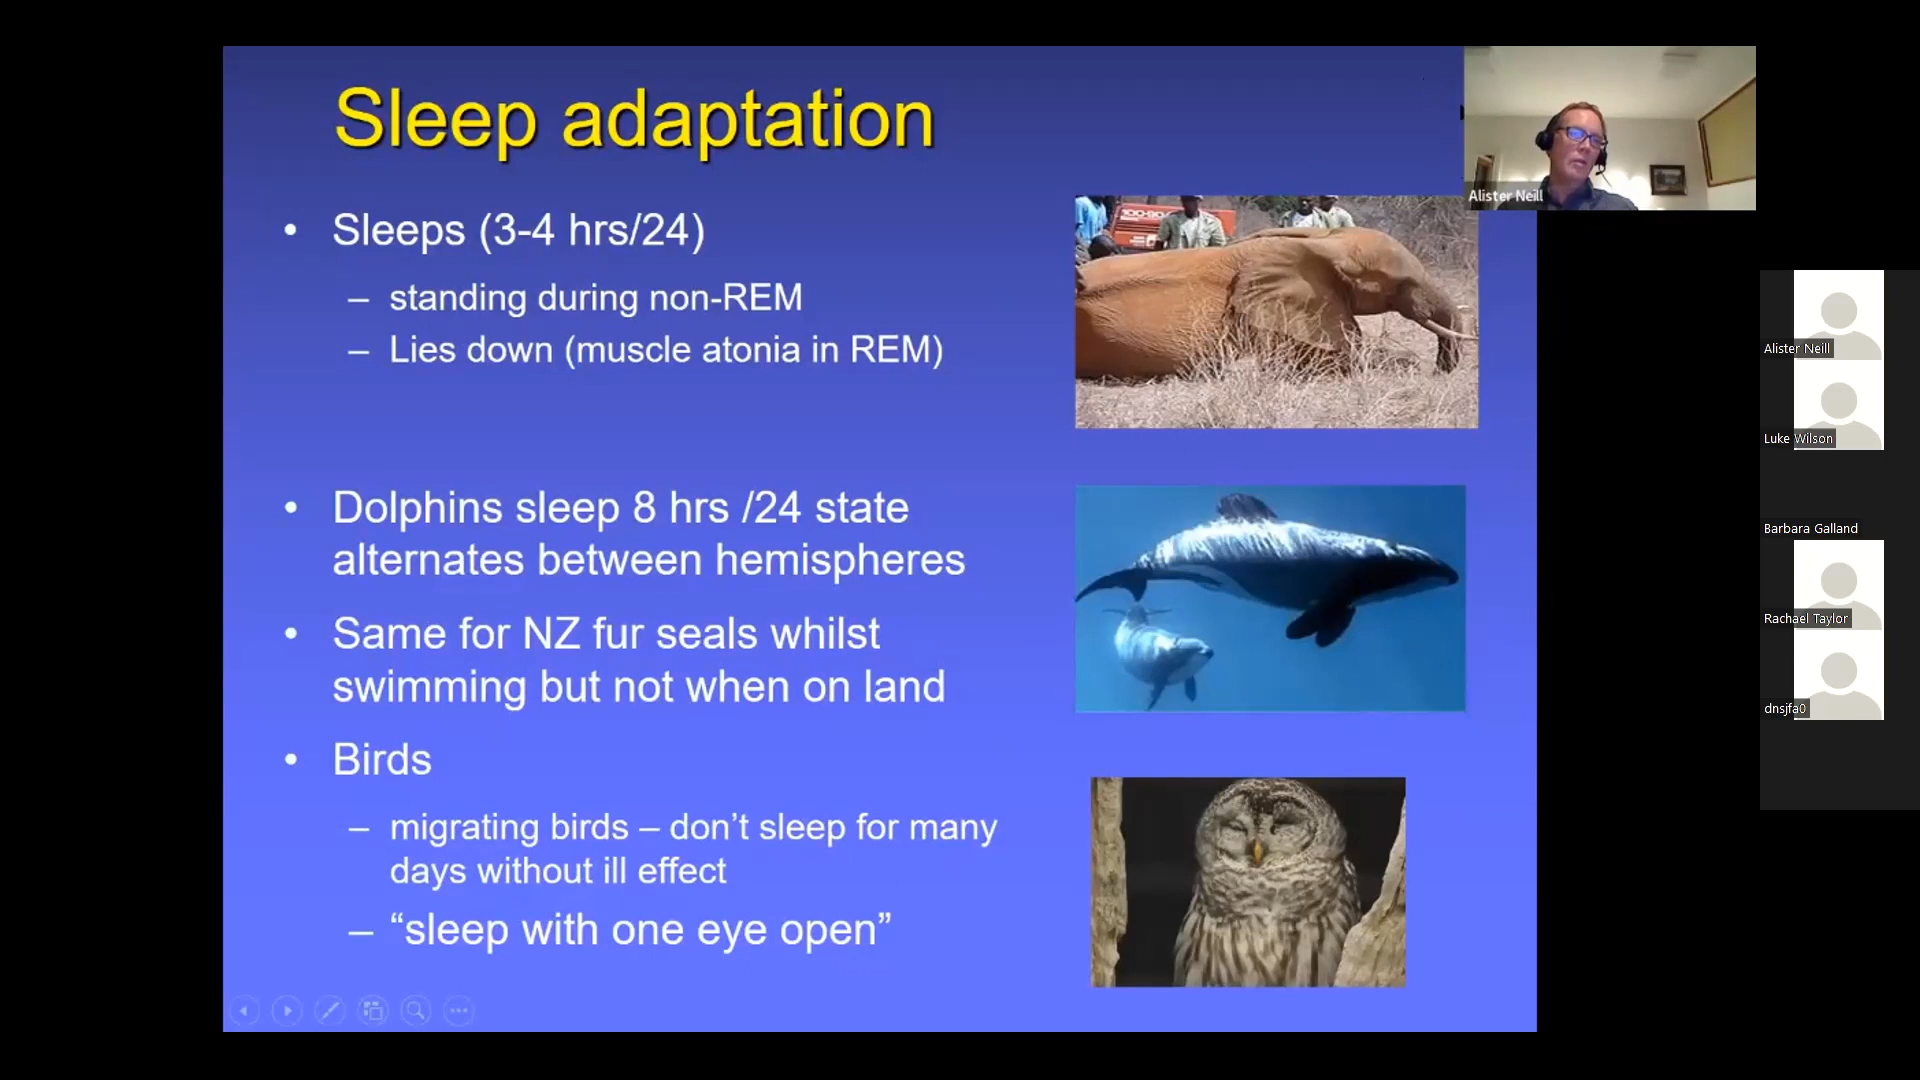 Sleep adaptation
• Sleeps (3-4 hrs/24)
– standing during non-REM
– Lies down (muscle atonia in REM)
• Dolphins sleep 8 hrs /24 state
alternates between hemispheres
• Same for NZ fur seals whilst
swimming but not when on land
• Birds
– migrating birds – don’t sleep for many
days without ill effect
– “sleep with one eye open”
100-90
Alister Neill
Alister Neill
Luke Wilson
Barbara Galland
Rachael Taylor
dnsjfa0